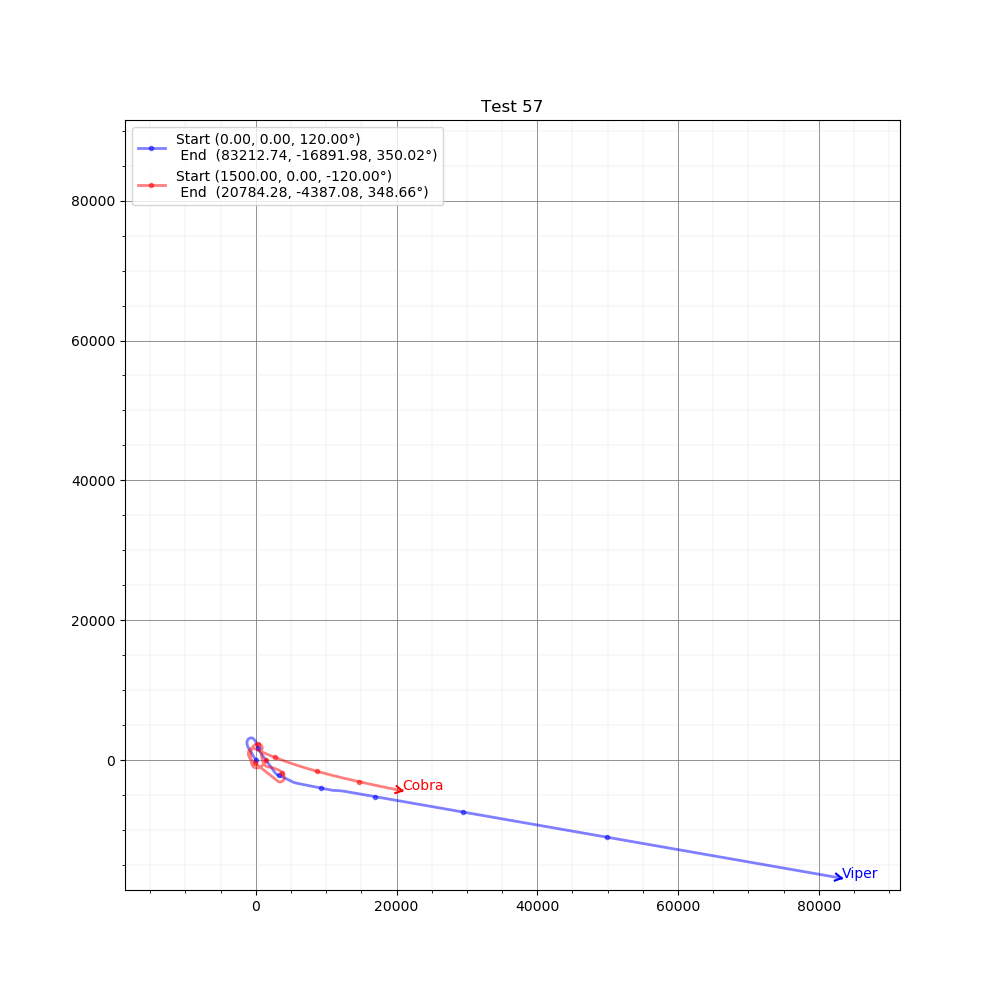 Test 57
Start (0.00, 0.00, 120.00°)
End (83212.74, -16891.98, 350.02°)
Start (1500.00, 0.00, -120.00°)
End (20784.28, -4387.08, 348.66°)
80000
60000
40000
20000
0
Cobra
Viper
0
20000
40000
60000
80000